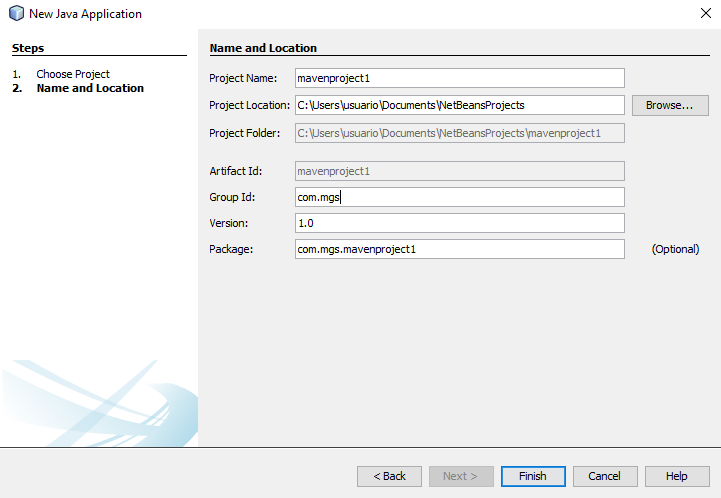 New Java Application
Steps
1. Choose Project
2. Name and Location
Name and Location
Project Name: mavenproject1
Project Location: C:\Users\usuario\Documents\NetBeansProjects Browse...
Project Folder: C:\Users\usuario\Documents\NetBeansProjects\mavenproject1
Artifact Id: mavenproject1
Group Id: com.mgs
Version: 1.0
Package: com.mgs.mavenproject1 (Optional)
< Back Next > Finish Cancel Help